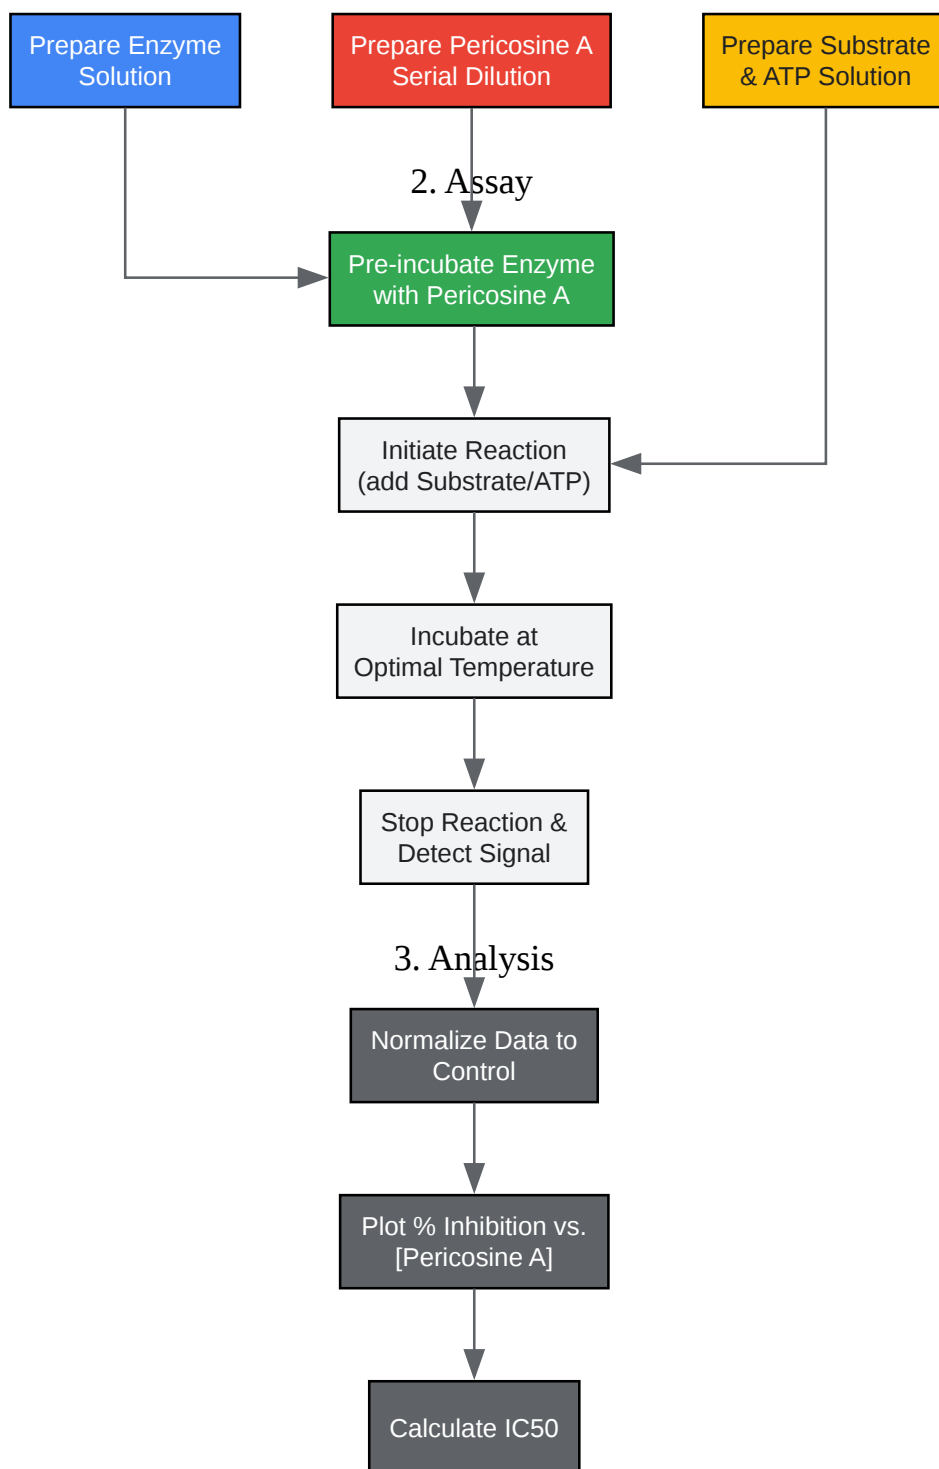 Prepare Enzyme
Solution
Prepare Pericosine A
Serial Dilution
Prepare Substrate
& ATP Solution
2. Assay
Pre-incubate Enzyme
with Pericosine A
Initiate Reaction
(add Substrate/ATP)
Incubate at
Optimal Temperature
Stop Reaction &
Detect Signal
3. Analysis
Normalize Data to
Control
Plot % Inhibition vs.
[Pericosine A]
Calculate IC50